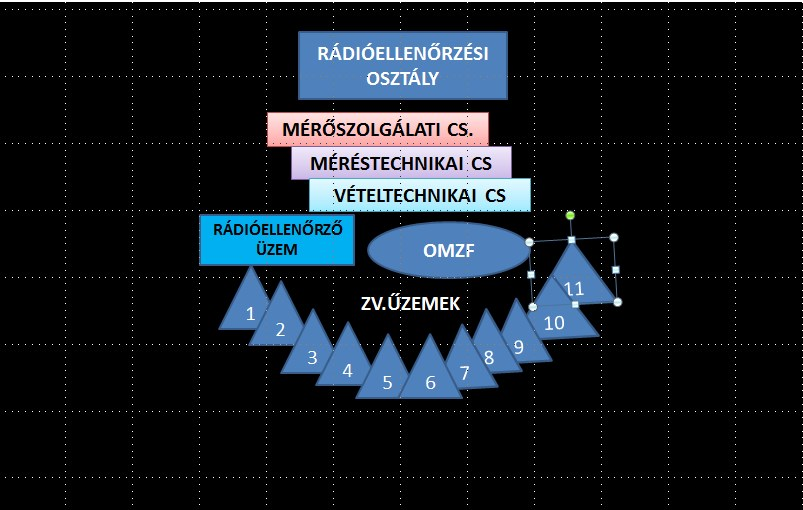 RÁDIÓELLENŐRZÉSI
OSZTÁLY
MÉRŐSZOLGÁLATI CS.
MÉRÉSTECHNIKAI CS
VÉTELTECHNIKAI CS
RÁDIÓELLENŐRZŐ
ÜZEM
OMZF
ZV.ŰZEMEK
1
2
3
4
5
6
7
8
9
10
11